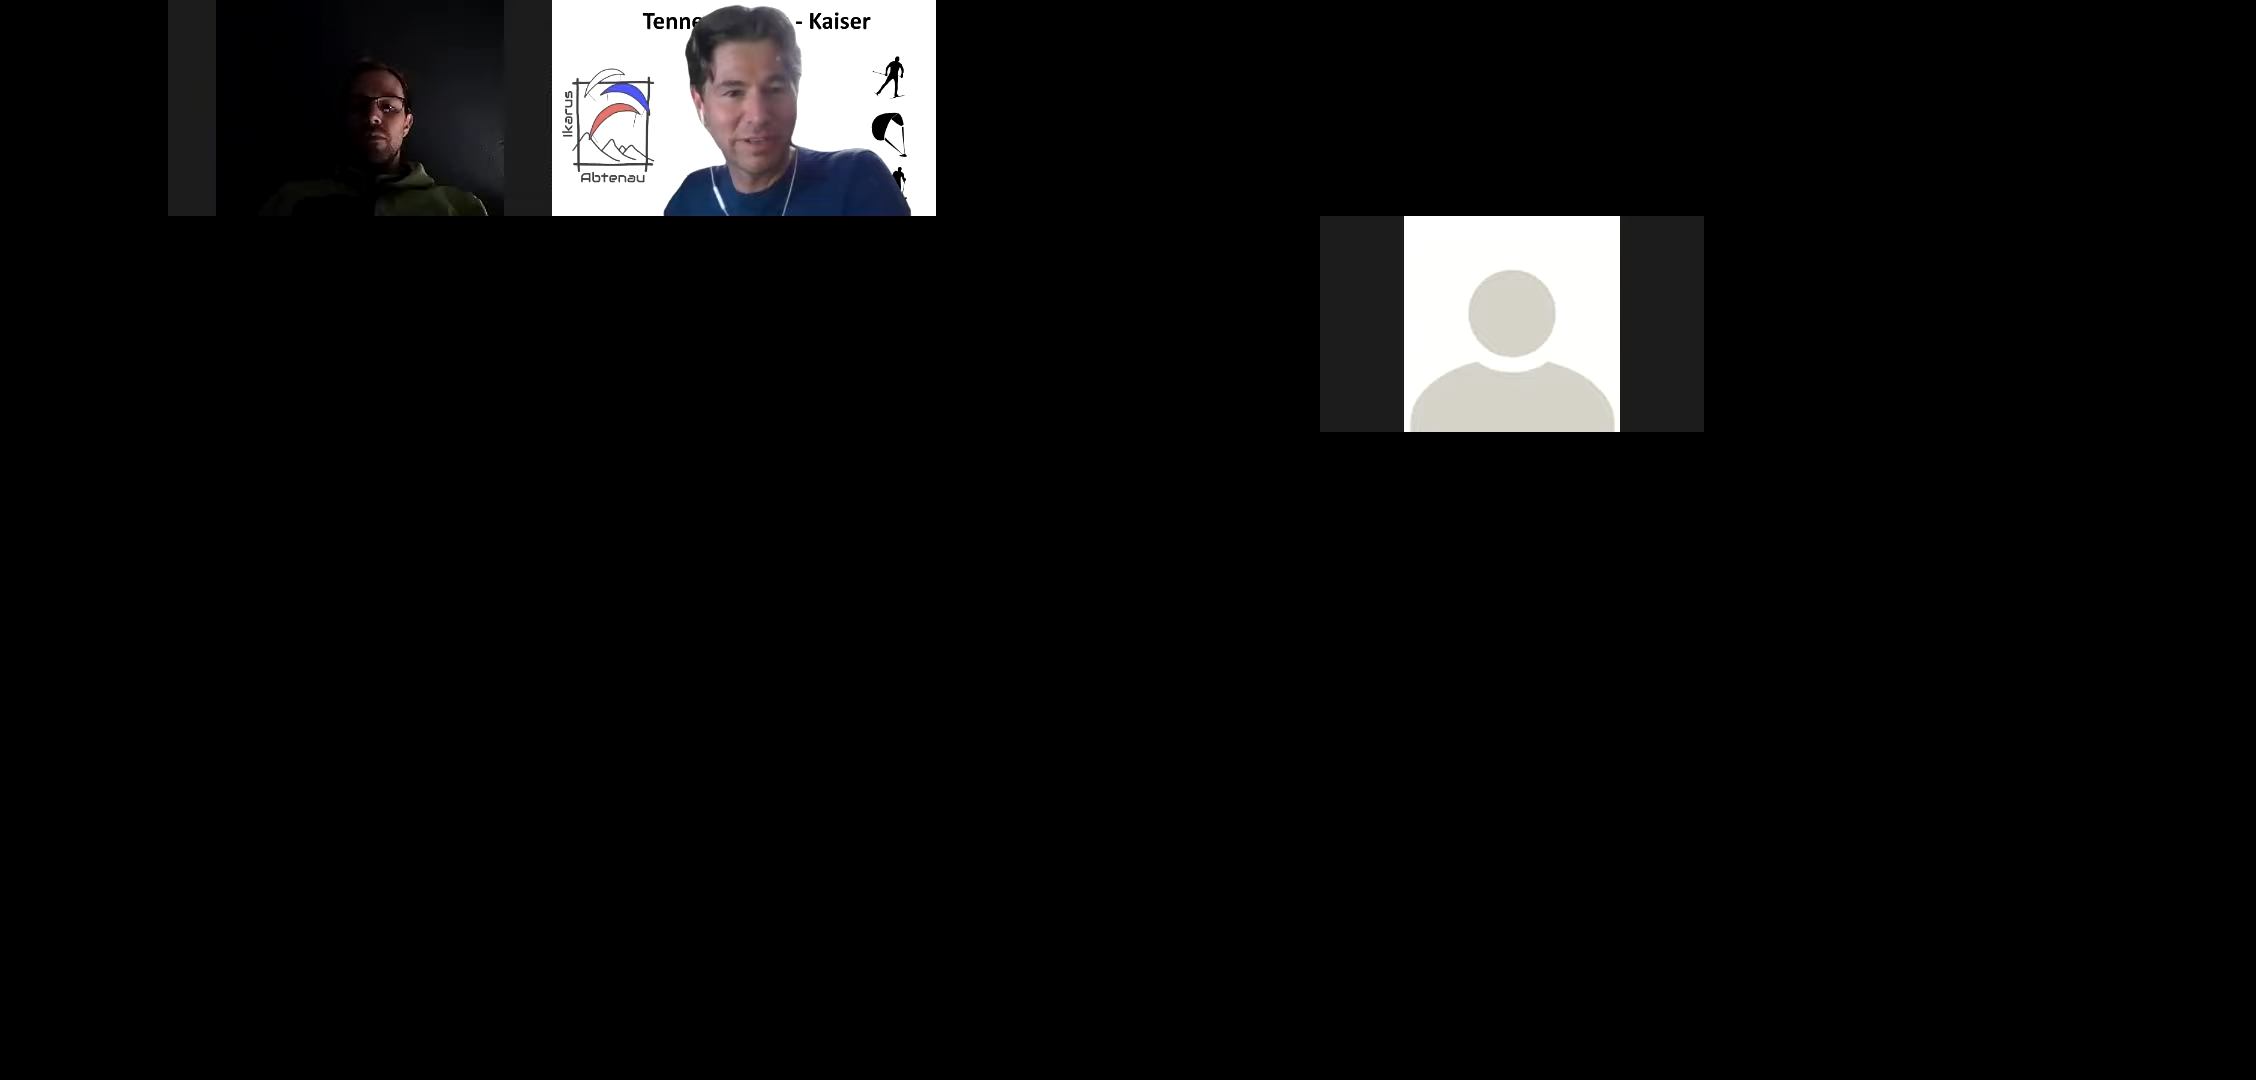 Tenne - Kaiser
Ikarus
Abtenau